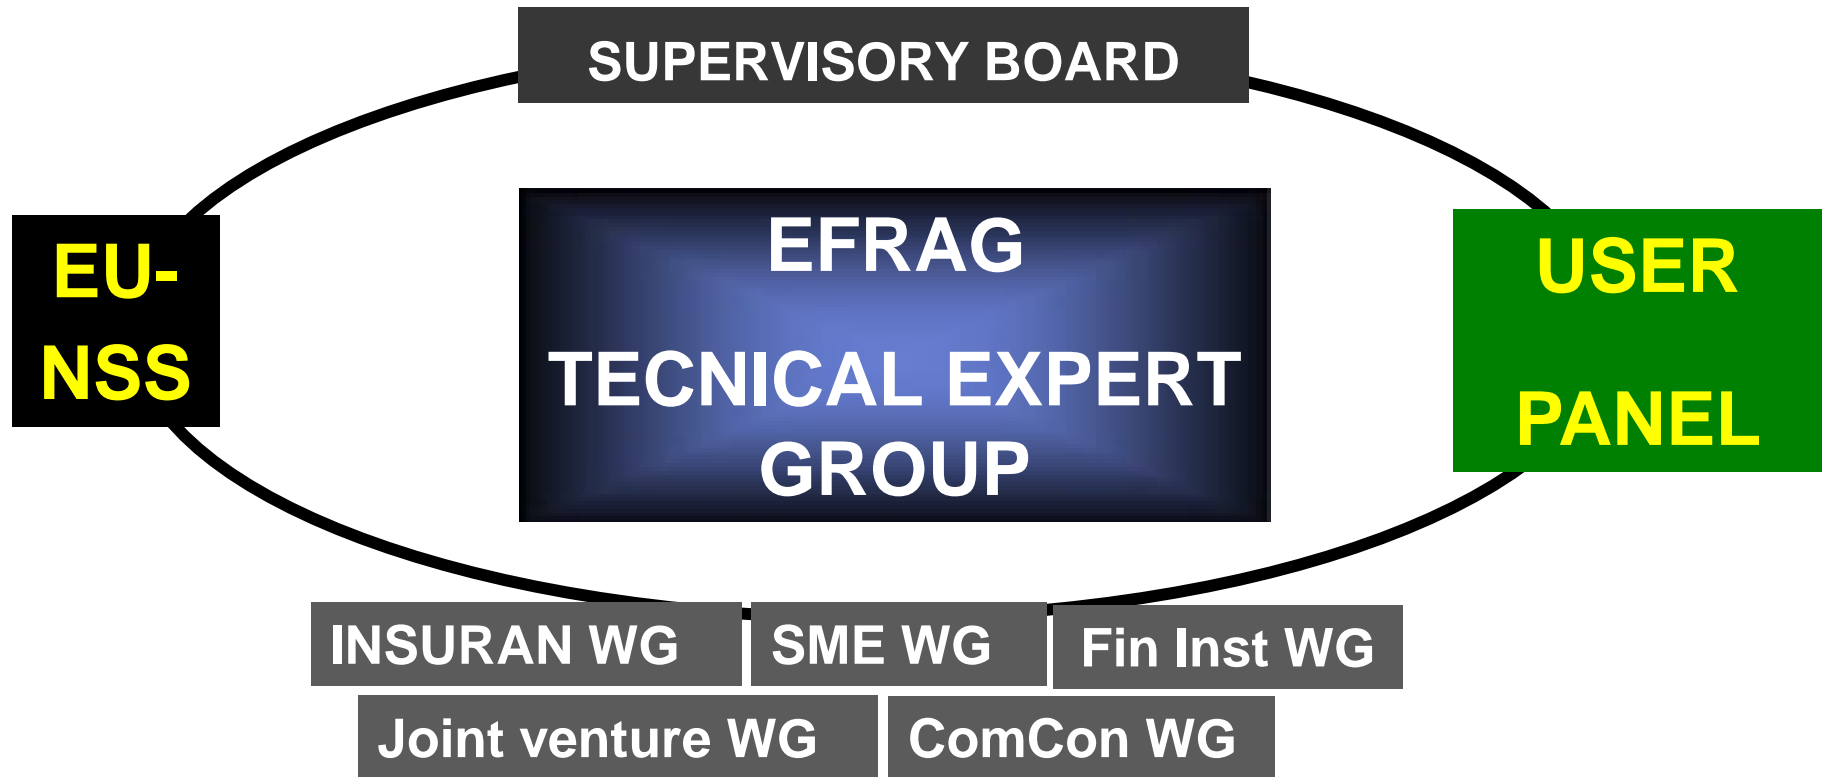 SUPERVISORY BOARD
EU-
NSS
EFRAG
TECNICAL EXPERT
GROUP
USER
PANEL
INSURAN WG
SME WG
Fin Inst WG
Joint venture WG
ComCon WG